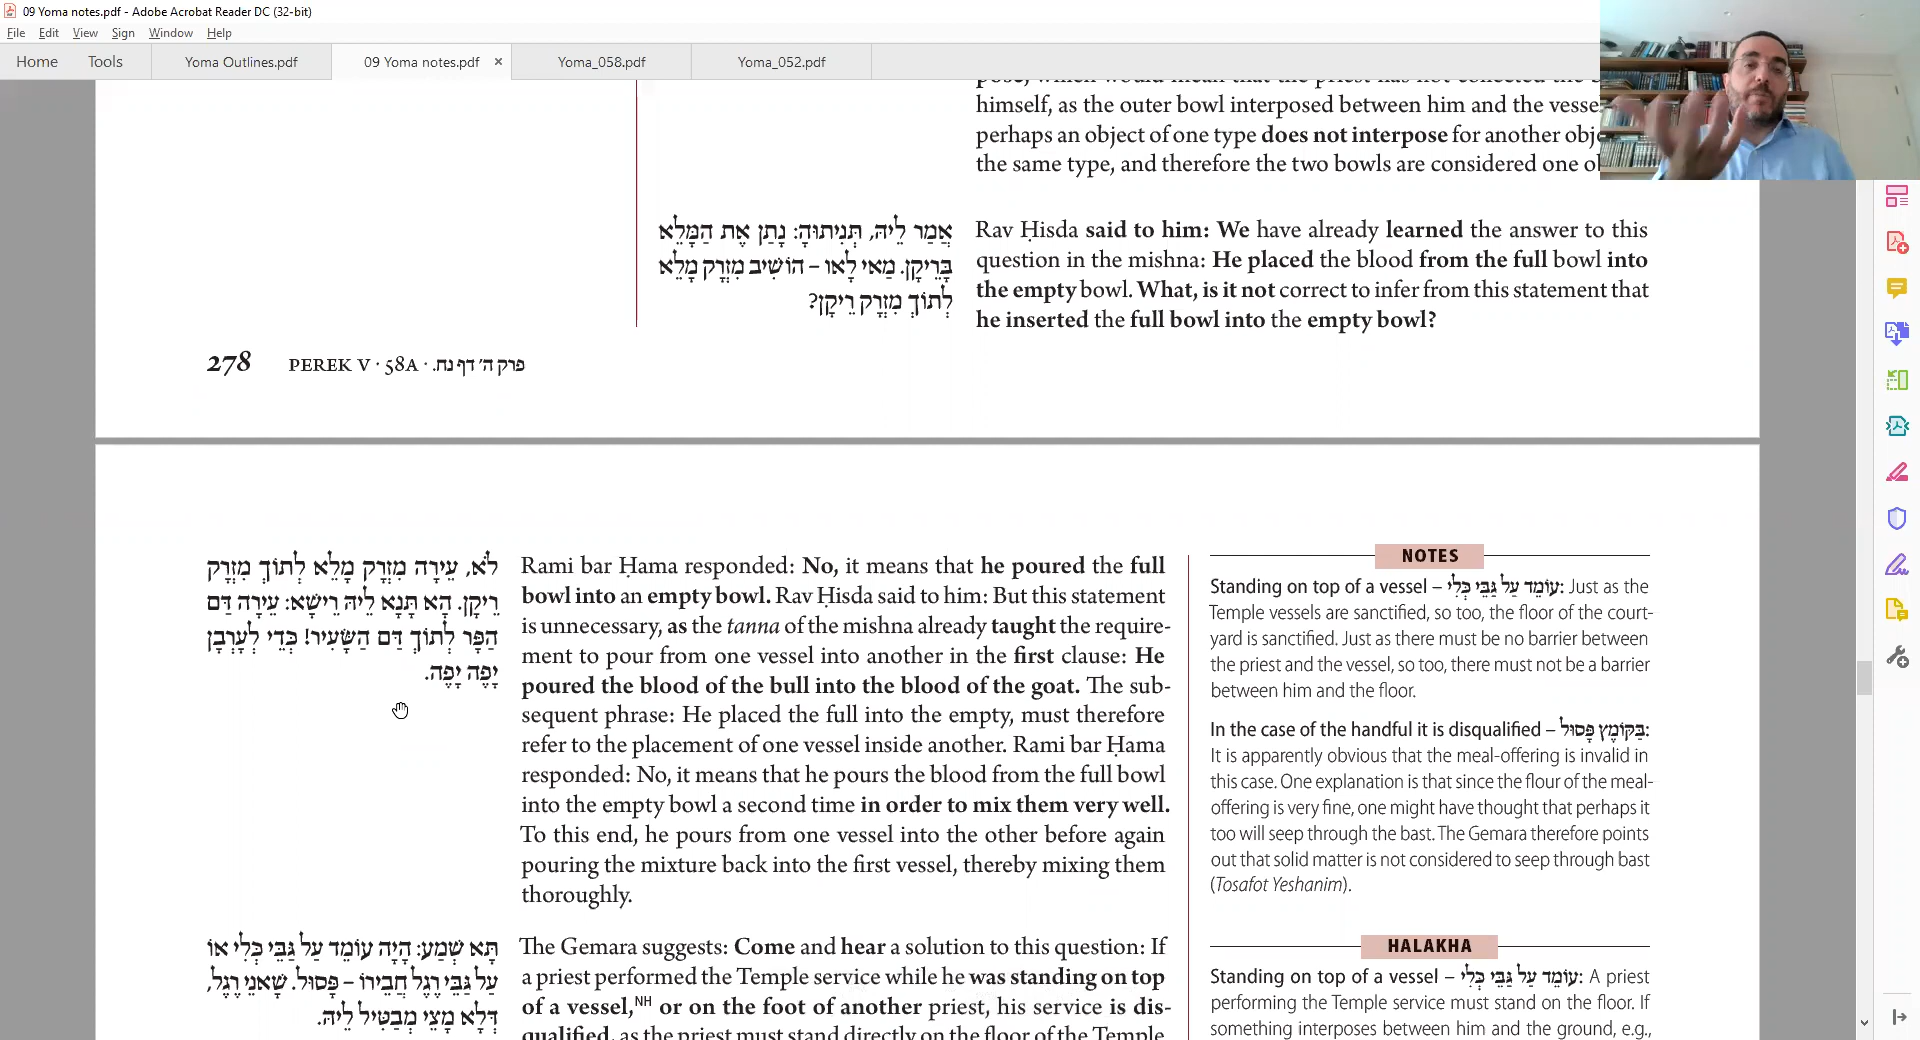 09 Yoma notes.pdf - Adobe Acrobat Reader DC (32-bit)
File Edit View Sign Window Help
Home Tools Yoma Outlines.pdf 09 Yoma notes.pdf × Yoma_058.pdf Yoma_052.pdf
pose, which would mean that the priest has not collected the
himself, as the outer bowl interposed between him and the vesse
perhaps an object of one type does not interpose for another obj
the same type, and therefore the two bowls are considered one
אֲמַר לֵיהּ, תְּנִיתוּהָ: נָתַן אֶת הַמָּלֵא
בָּרֵיקָן. מַאי לָאו – הוֹשִׁיב מִזְרָק מָלֵא
לְתוֹךְ מִזְרָק רֵיקָן?
Rav Ḥisda said to him: We have already learned the answer to this
question in the mishna: He placed the blood from the full bowl into
the empty bowl. What, is it not correct to infer from this statement that
he inserted the full bowl into the empty bowl?
278 PEREK V · 58A · פרק ה׳ דף נח.
לֹא, עֵירָה מִזְרָק מָלֵא לְתוֹךְ מִזְרָק
רֵיקָן. הָא תָּנָא לֵיהּ רֵישָׁא: עֵירָה דַּם
הַפָּר לְתוֹךְ דַּם הַשָּׂעִיר! כְּדֵי לְעָרְבָן
יָפֶה יָפֶה.
Rami bar Ḥama responded: No, it means that he poured the full
bowl into an empty bowl. Rav Ḥisda said to him: But this statement
is unnecessary, as the tanna of the mishna already taught the require-
ment to pour from one vessel into another in the first clause: He
poured the blood of the bull into the blood of the goat. The sub-
sequent phrase: He placed the full into the empty, must therefore
refer to the placement of one vessel inside another. Rami bar Ḥama
responded: No, it means that he pours the blood from the full bowl
into the empty bowl a second time in order to mix them very well.
To this end, he pours from one vessel into the other before again
pouring the mixture back into the first vessel, thereby mixing them
thoroughly.
תָּא שְׁמַע: הָיָה עוֹמֵד עַל גַּבֵּי כְּלִי אוֹ
עַל גַּבֵּי רֶגֶל חֲבֵירוֹ – פָּסוּל. שָׁאנֵי רֶגֶל,
דְּלָא מָצֵי מְבַטֵּיל לֵיהּ.
The Gemara suggests: Come and hear a solution to this question: If
a priest performed the Temple service while he was standing on top
of a vessel,NH or on the foot of another priest, his service is dis-
qualified, as the priest must stand directly on the floor of the Temple
NOTES
Standing on top of a vessel – עוֹמֵד עַל גַּבֵּי כְּלִי: Just as the
Temple vessels are sanctified, so too, the floor of the court-
yard is sanctified. Just as there must be no barrier between
the priest and the vessel, so too, there must not be a barrier
between him and the floor.
In the case of the handful it is disqualified – בַּקּוֹמֶץ פָּסוּל:
It is apparently obvious that the meal-offering is invalid in
this case. One explanation is that since the flour of the meal-
offering is very fine, one might have thought that perhaps it
too will seep through the bast. The Gemara therefore points
out that solid matter is not considered to seep through bast
(Tosafot Yeshanim).
HALAKHA
Standing on top of a vessel – עוֹמֵד עַל גַּבֵּי כְּלִי: A priest
performing the Temple service must stand on the floor. If
something interposes between him and the ground, e.g.,